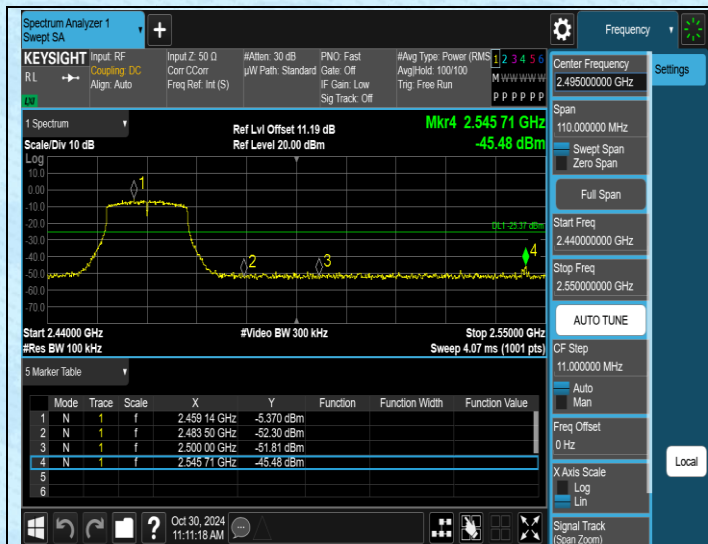 Spectrum Analyzer 1
Swept SA
Frequency
KEYSIGHT
RL
LXI
Input: RF
Coupling: DC
Align: Auto
Input Z: 50 Ω
Corr CCorr
Freq Ref: Int (S)
#Atten: 30 dB
µW Path: Standard
PNO: Fast
Gate: Off
IF Gain: Low
Sig Track: Off
#Avg Type: Power (RMS
Avg|Hold: 100/100
Trig: Free Run
1 2 3 4 5 6
M W W W W W
P P P P P P
1 Spectrum
Scale/Div 10 dB
Ref Lvl Offset 11.19 dB
Ref Level 20.00 dBm
Mkr4 2.545 71 GHz
-45.48 dBm
Log
10.0
0.00
-10.0
-20.0
-30.0
-40.0
-50.0
-60.0
-70.0
1
2
3
4
DL1 -25.37 dBm
Start 2.44000 GHz
#Res BW 100 kHz
#Video BW 300 kHz
Stop 2.55000 GHz
Sweep 4.07 ms (1001 pts)
5 Marker Table
Mode Trace Scale X Y Function Function Width Function Value
1 N 1 f 2.459 14 GHz -5.370 dBm
2 N 1 f 2.483 50 GHz -52.30 dBm
3 N 1 f 2.500 00 GHz -51.81 dBm
4 N 1 f 2.545 71 GHz -45.48 dBm
5
6
Center Frequency
2.495000000 GHz
Span
110.000000 MHz
Swept Span
Zero Span
Full Span
Start Freq
2.440000000 GHz
Stop Freq
2.550000000 GHz
AUTO TUNE
CF Step
11.000000 MHz
Auto
Man
Freq Offset
0 Hz
X Axis Scale
Log
Lin
Signal Track
(Span Zoom)
Settings
Local
?
Oct 30, 2024
11:11:18 AM